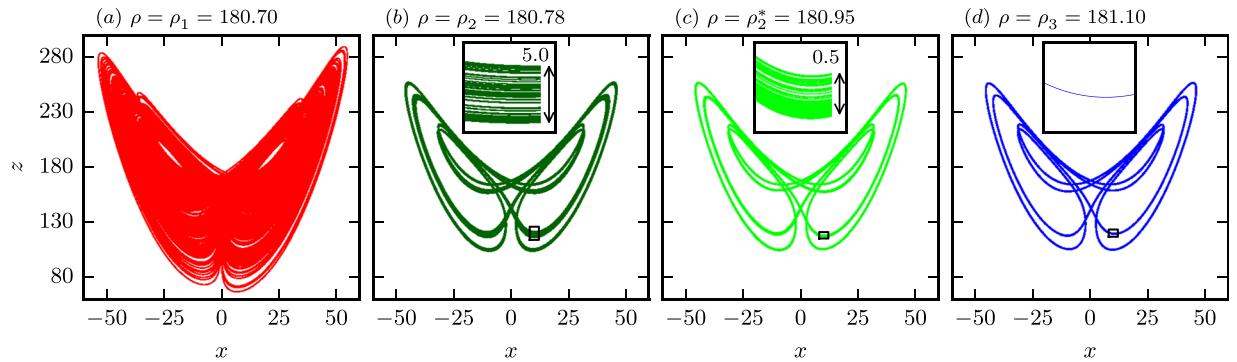 (a) ρ = ρ₁ = 180.70
(b) ρ = ρ₂ = 180.78
(c) ρ = ρ₂* = 180.95
(d) ρ = ρ₃ = 181.10
z
280
230
180
130
80
5.0
0.5
−50 −25 0 25 50
−50 −25 0 25 50
−50 −25 0 25 50
−50 −25 0 25 50
x
x
x
x